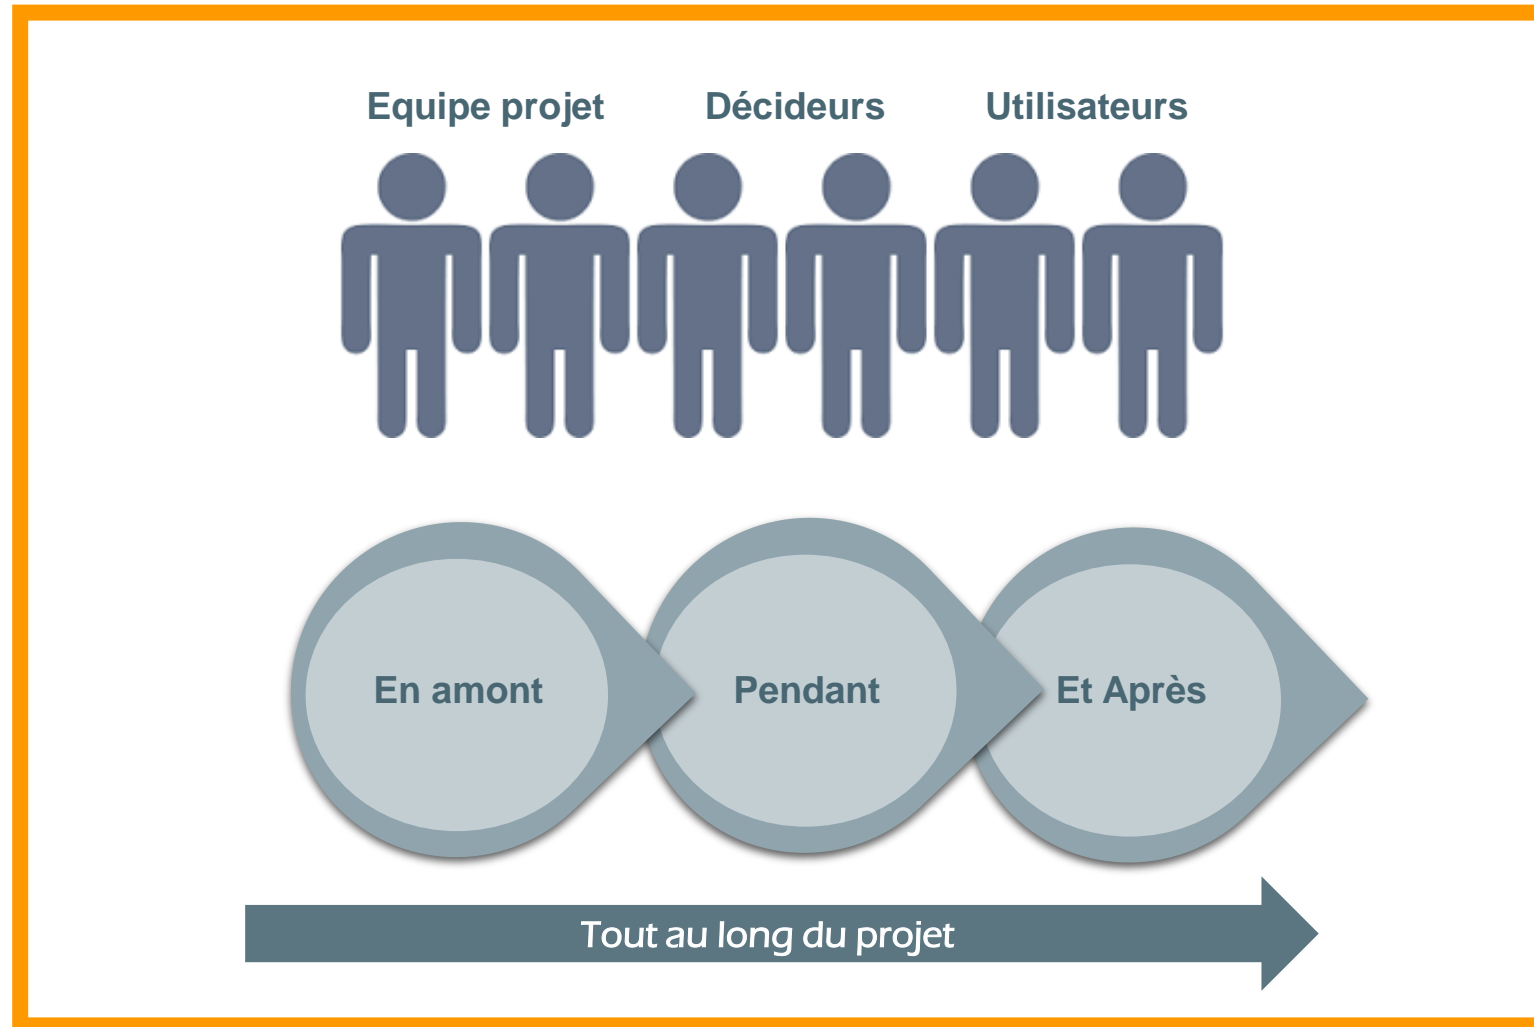 Equipe projet Décideurs Utilisateurs
En amont Pendant Et Après
Tout au long du projet